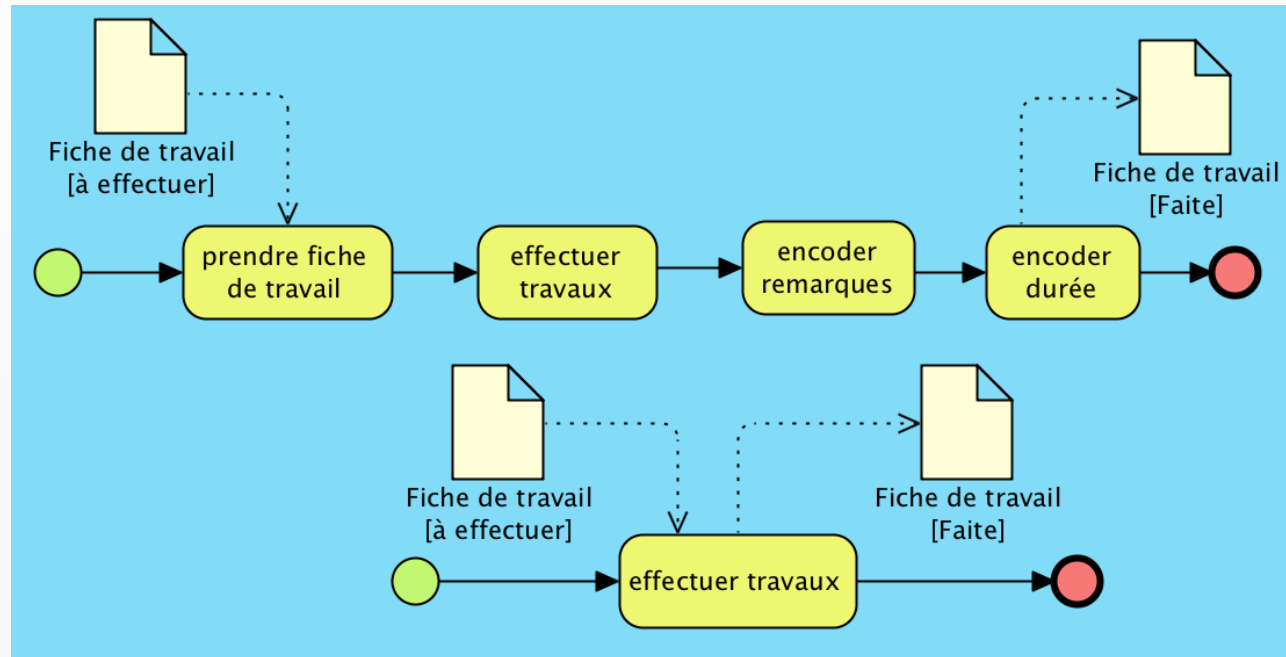 Fiche de travail
[à effectuer]
Fiche de travail
[Faite]
prendre fiche
de travail
effectuer
travaux
encoder
remarques
encoder
durée
Fiche de travail
[à effectuer]
Fiche de travail
[Faite]
effectuer travaux